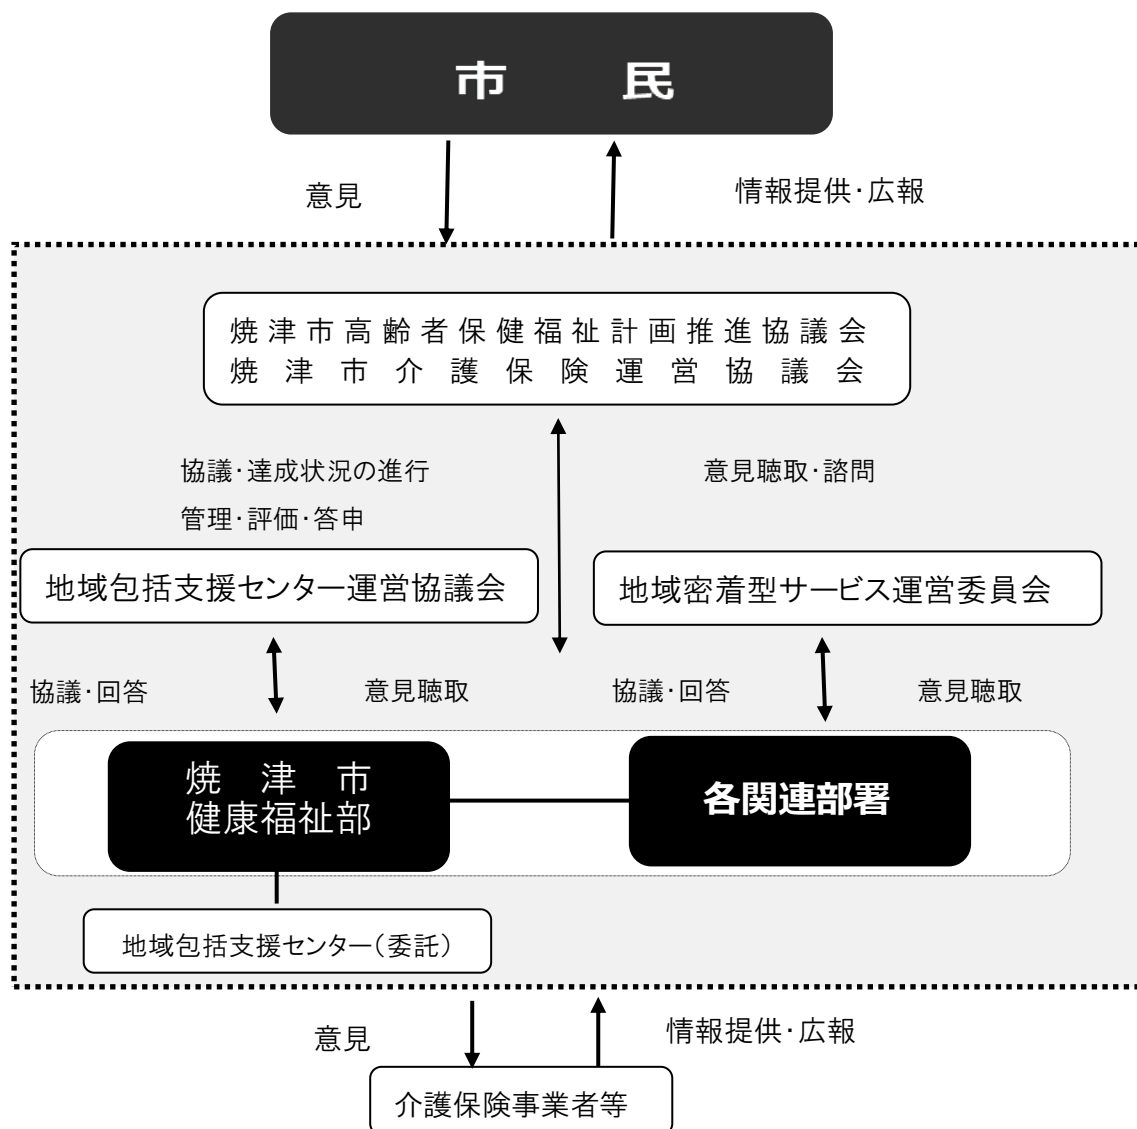 市　　民
意見
情報提供・広報
焼津市高齢者保健福祉計画推進協議会
焼津市介護保険運営協議会
協議・達成状況の進行
管理・評価・答申
意見聴取・諮問
地域包括支援センター運営協議会
地域密着型サービス運営委員会
協議・回答
意見聴取
協議・回答
意見聴取
焼　津　市
健康福祉部
各関連部署
地域包括支援センター（委託）
意見
情報提供・広報
介護保険事業者等